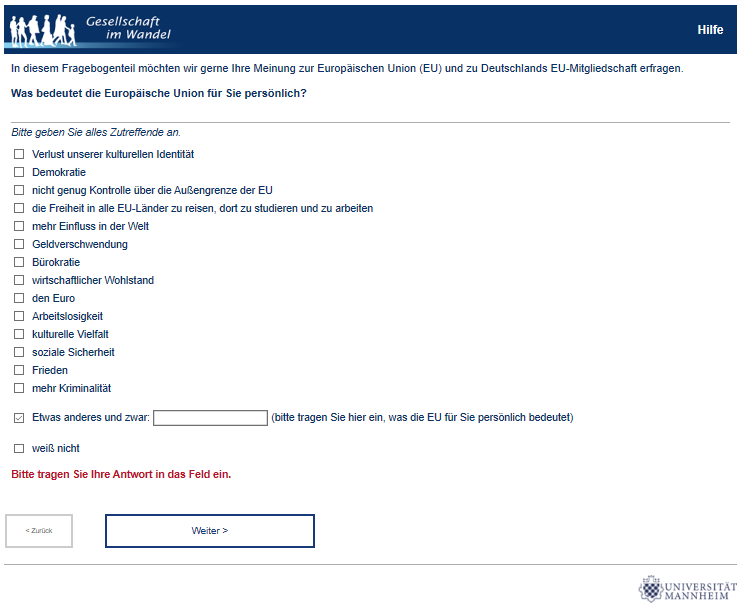 Gesellschaft
im Wandel
Hilfe
In diesem Fragebogenteil möchten wir gerne Ihre Meinung zur Europäischen Union (EU) und zu Deutschlands EU-Mitgliedschaft erfragen.
Was bedeutet die Europäische Union für Sie persönlich?
Bitte geben Sie alles Zutreffende an.
Verlust unserer kulturellen Identität
Demokratie
nicht genug Kontrolle über die Außengrenze der EU
die Freiheit in alle EU-Länder zu reisen, dort zu studieren und zu arbeiten
mehr Einfluss in der Welt
Geldverschwendung
Bürokratie
wirtschaftlicher Wohlstand
den Euro
Arbeitslosigkeit
kulturelle Vielfalt
soziale Sicherheit
Frieden
mehr Kriminalität
Etwas anderes und zwar: (bitte tragen Sie hier ein, was die EU für Sie persönlich bedeutet)
weiß nicht
Bitte tragen Sie Ihre Antwort in das Feld ein.
< Zurück
Weiter >
UNIVERSITÄT
MANNHEIM